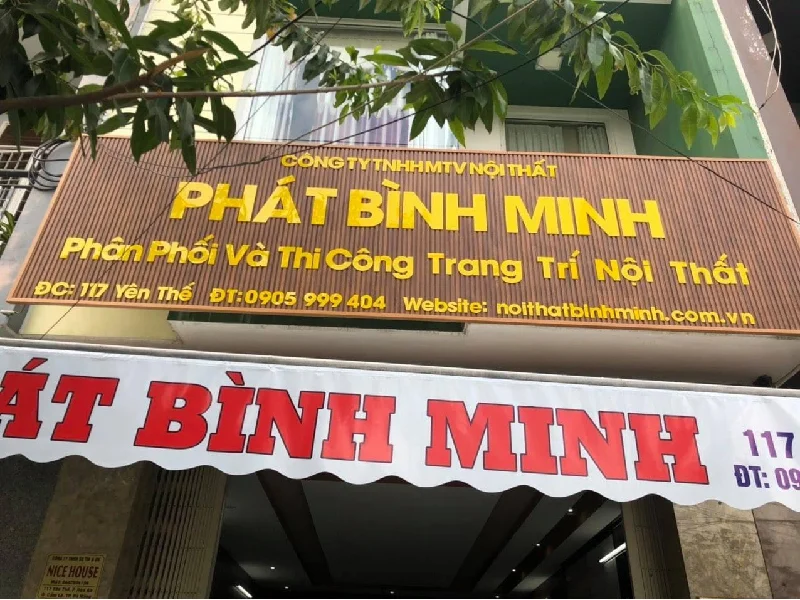 CÔNG TY TNHH MTV NỘI THẤT
PHÁT BÌNH MINH
Phân Phối Và Thi Công Trang Trí Nội Thất
ĐC: 117 Yên Thế ĐT: 0905 999 404 Website: noithatbinhminh.com.vn
ÁT BÌNH MINH
117
ĐT: 09
NICE HOUSE